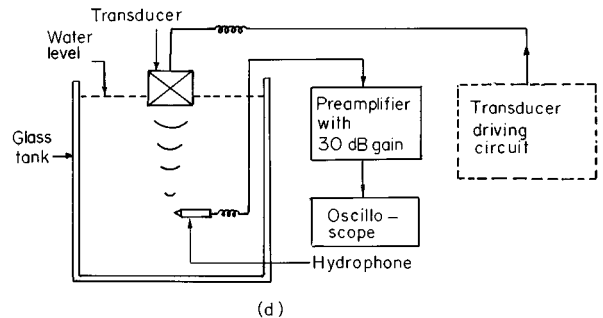 Transducer
Water
level
Glass
tank
Preamplifier
with
30 dB gain
Transducer
driving
circuit
Oscillo -
scope
Hydrophone
(d)